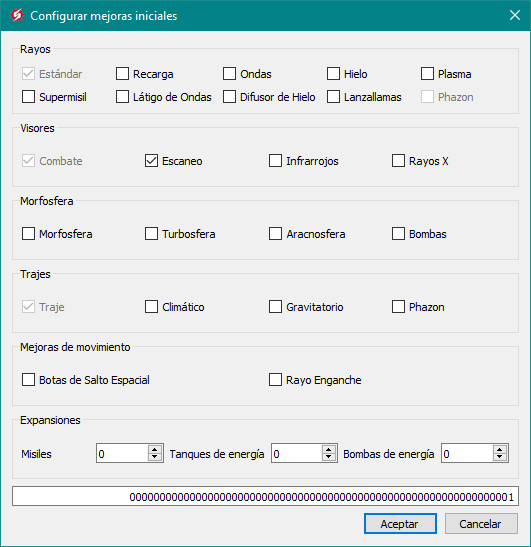 Configurar mejoras iniciales
Rayos
Estándar Recarga Ondas Hielo Plasma
Supermisil Látigo de Ondas Difusor de Hielo Lanzallamas Phazon
Visores
Combate Escaneo Infrarrojos Rayos X
Morfosfera
Morfosfera Turbosfera Aracnosfera Bombas
Trajes
Traje Climático Gravitatorio Phazon
Mejoras de movimiento
Botas de Salto Espacial Rayo Enganche
Expansiones
Misiles 0 Tanques de energía 0 Bombas de energía 0
0000000000000000000000000000000000000000000000000000000000000001
Aceptar Cancelar